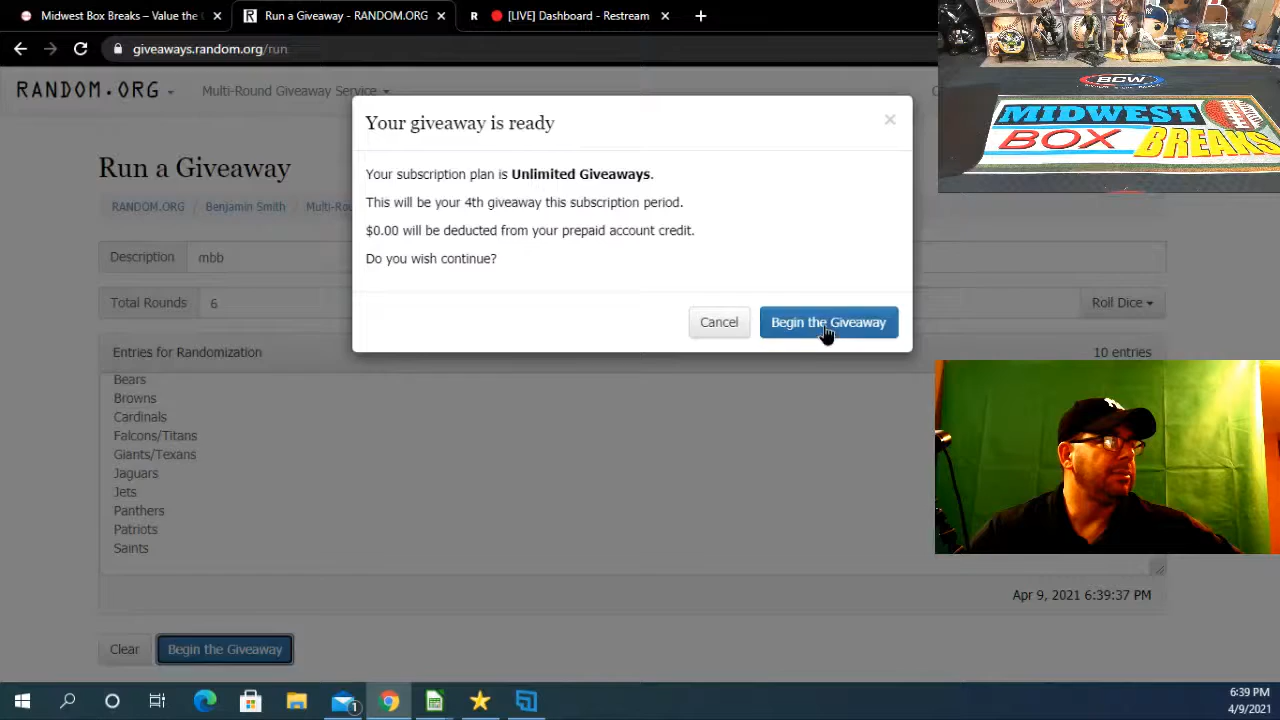 Midwest Box Breaks – Value the
Run a Giveaway - RANDOM.ORG
R [LIVE] Dashboard - Restream
giveaways.random.org/run
RANDOM.ORG
Multi-Round Giveaway Service
Run a Giveaway
RANDOM.ORG / Benjamin Smith / Multi-Rou
Description mbb
Total Rounds 6
Roll Dice
Entries for Randomization
10 entries
Bears
Browns
Cardinals
Falcons/Titans
Giants/Texans
Jaguars
Jets
Panthers
Patriots
Saints
Apr 9, 2021 6:39:37 PM
Clear
Begin the Giveaway
Your giveaway is ready
Your subscription plan is Unlimited Giveaways.
This will be your 4th giveaway this subscription period.
$0.00 will be deducted from your prepaid account credit.
Do you wish continue?
Cancel
Begin the Giveaway
BCW
MIDWEST
BOX BREAKS
6:39 PM
4/9/2021